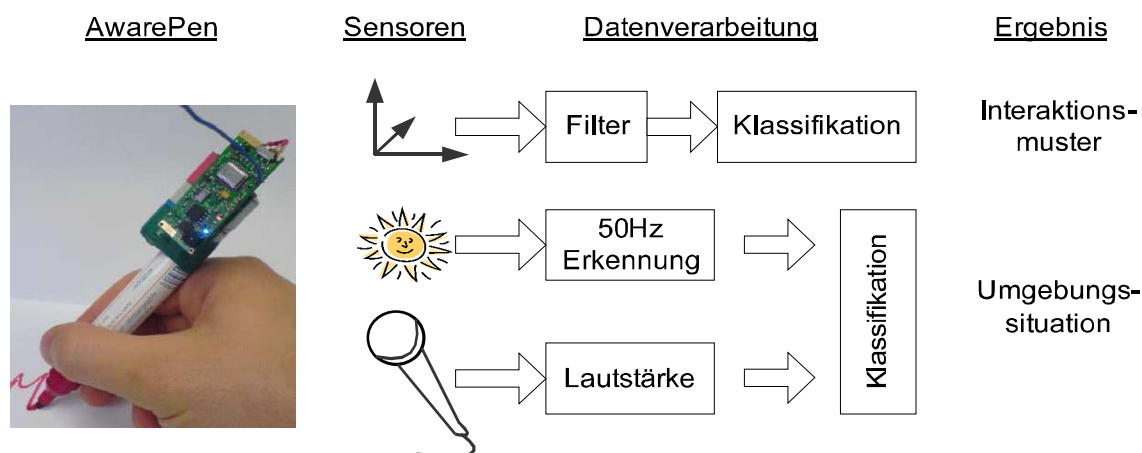 AwarePen
Sensoren
Datenverarbeitung
Ergebnis
Filter
Klassifikation
Interaktions-
muster
50Hz
Erkennung
Klassifikation
Umgebungs-
situation
Lautstärke